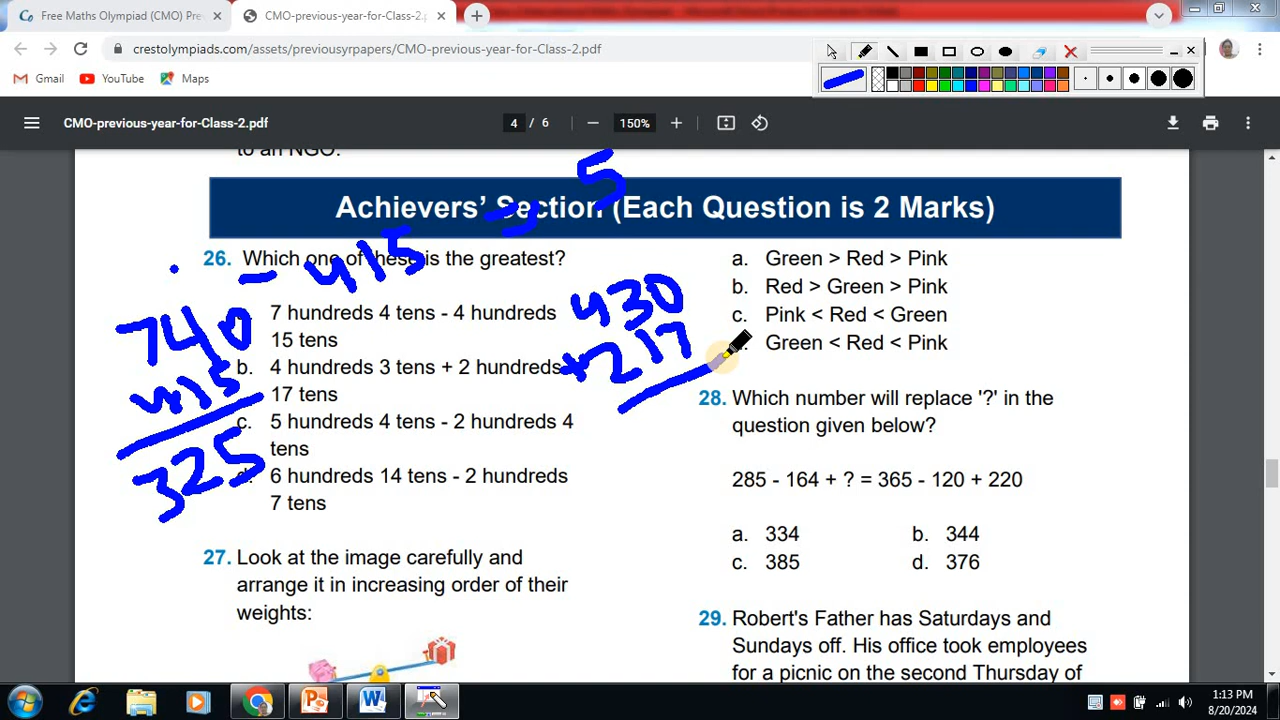 Free Maths Olympiad (CMO) Pre
CMO-previous-year-for-Class-2.pdf
crestolympiads.com/assets/previousyrpapers/CMO-previous-year-for-Class-2.pdf
Gmail YouTube Maps
CMO-previous-year-for-Class-2.pdf 4 / 6 150%
to an NGO.
Achievers' Section (Each Question is 2 Marks)
26. Which one of these is the greatest?
7 hundreds 4 tens - 4 hundreds
15 tens
b. 4 hundreds 3 tens + 2 hundreds
17 tens
c. 5 hundreds 4 tens - 2 hundreds 4
tens
d. 6 hundreds 14 tens - 2 hundreds
7 tens
- 415 = 5
740
415
325
430
+217
27. Look at the image carefully and
arrange it in increasing order of their
weights:
a. Green > Red > Pink
b. Red > Green > Pink
c. Pink < Red < Green
Green < Red < Pink
28. Which number will replace '?' in the
question given below?
285 - 164 + ? = 365 - 120 + 220
a. 334 b. 344
c. 385 d. 376
29. Robert's Father has Saturdays and
Sundays off. His office took employees
for a picnic on the second Thursday of
1:13 PM
8/20/2024